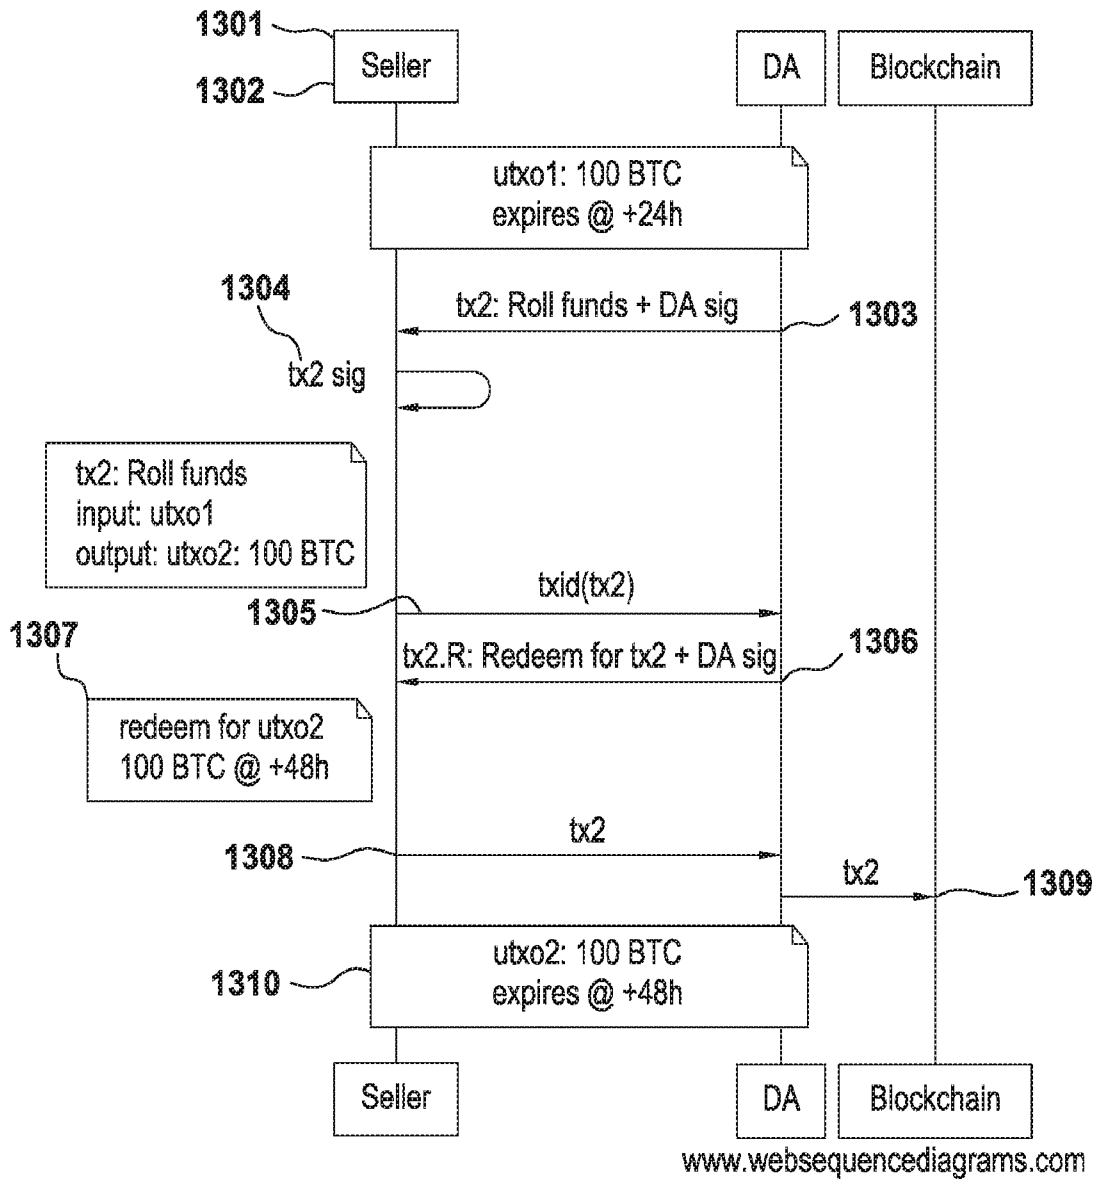 1301
Seller
DA
Blockchain
1302
utxo1: 100 BTC
expires @ +24h
1304
tx2: Roll funds + DA sig
1303
tx2 sig
tx2: Roll funds
input: utxo1
output: utxo2: 100 BTC
txid(tx2)
1305
1307
tx2.R: Redeem for tx2 + DA sig
1306
redeem for utxo2
100 BTC @ +48h
tx2
1308
tx2
1309
utxo2: 100 BTC
expires @ +48h
1310
Seller
DA
Blockchain
www.websequencediagrams.com